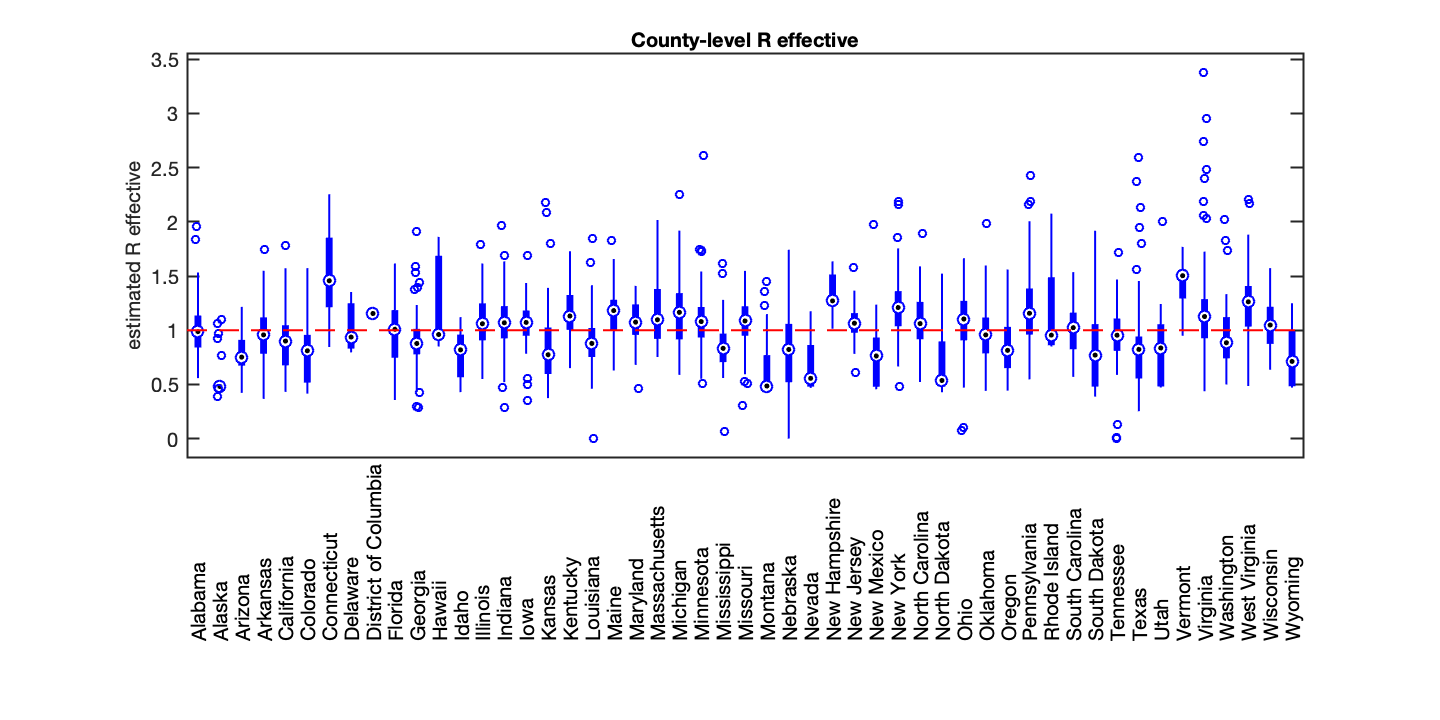 County-level R effective
estimated R effective
3.5
3
2.5
2
1.5
1
0.5
0
Alabama
Alaska
Arizona
Arkansas
California
Colorado
Connecticut
Delaware
District of Columbia
Florida
Georgia
Hawaii
Idaho
Illinois
Indiana
Iowa
Kansas
Kentucky
Louisiana
Maine
Maryland
Massachusetts
Michigan
Minnesota
Mississippi
Missouri
Montana
Nebraska
Nevada
New Hampshire
New Jersey
New Mexico
New York
North Carolina
North Dakota
Ohio
Oklahoma
Oregon
Pennsylvania
Rhode Island
South Carolina
South Dakota
Tennessee
Texas
Utah
Vermont
Virginia
Washington
West Virginia
Wisconsin
Wyoming